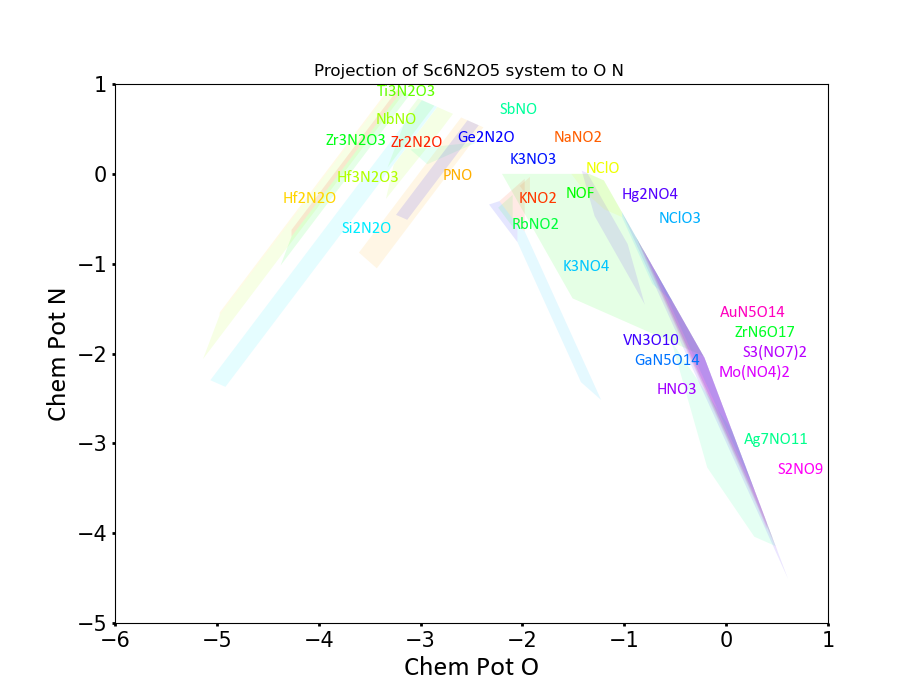 Projection of Sc6N2O5 system to O N
Chem Pot N
1
0
−1
−2
−3
−4
−5
Ti3N2O3
SbNO
NbNO
Zr3N2O3
Zr2N2O
Ge2N2O
NaNO2
K3NO3
NClO
PNO
Hf3N2O3
Hf2N2O
KNO2
NOF
Hg2NO4
Si2N2O
RbNO2
NClO3
K3NO4
AuN5O14
ZrN6O17
VN3O10
S3(NO7)2
GaN5O14
Mo(NO4)2
HNO3
Ag7NO11
S2NO9
−6
−5
−4
−3
−2
−1
0
1
Chem Pot O